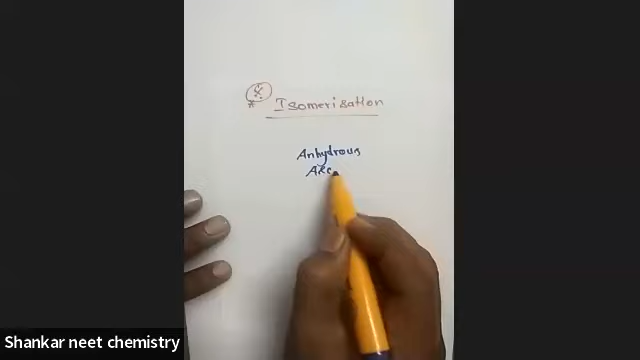 Isomerisation
Anhydrous
AlC
Shankar neet chemistry